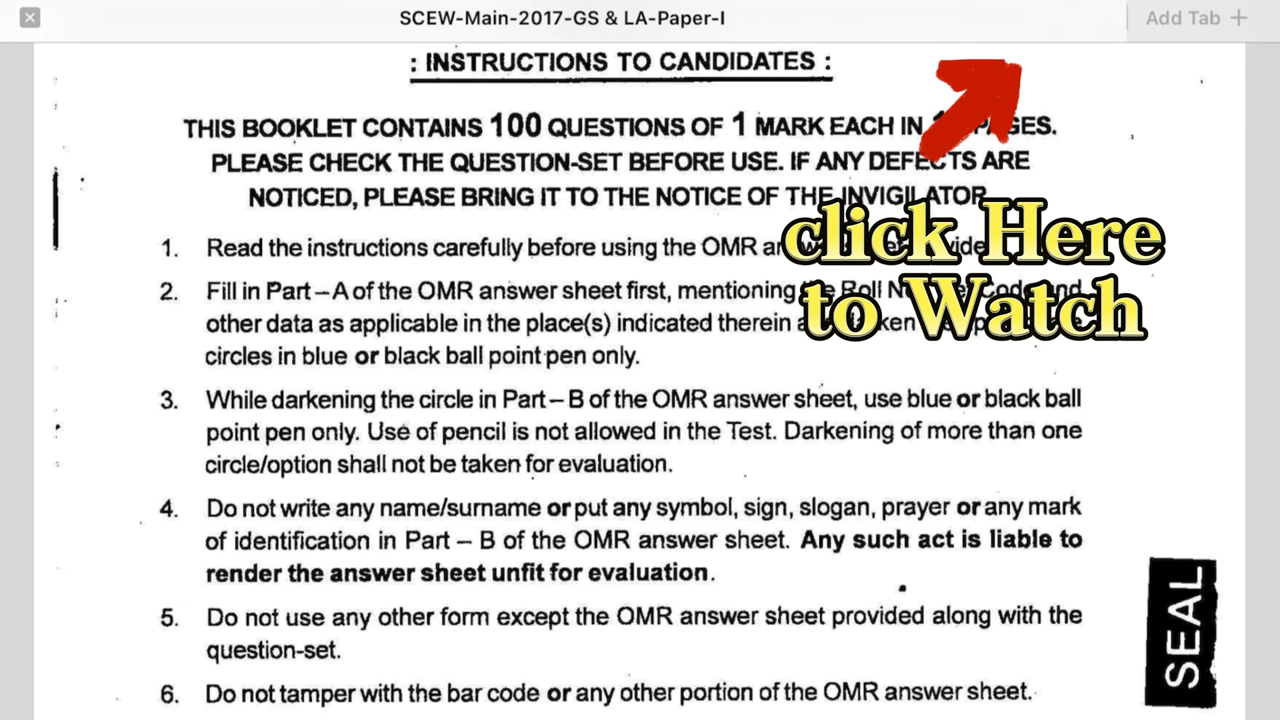 SCEW-Main-2017-GS & LA-Paper-I
Add Tab +
: INSTRUCTIONS TO CANDIDATES :
THIS BOOKLET CONTAINS 100 QUESTIONS OF 1 MARK EACH IN PAGES.
PLEASE CHECK THE QUESTION-SET BEFORE USE. IF ANY DEFECTS ARE
NOTICED, PLEASE BRING IT TO THE NOTICE OF THE INVIGILATOR
click Here
to Watch
1. Read the instructions carefully before using the OMR
2. Fill in Part – A of the OMR answer sheet first, mentioning Roll
other data as applicable in the place(s) indicated therein
circles in blue or black ball point pen only.
3. While darkening the circle in Part – B of the OMR answer sheet, use blue or black ball
point pen only. Use of pencil is not allowed in the Test. Darkening of more than one
circle/option shall not be taken for evaluation.
4. Do not write any name/surname or put any symbol, sign, slogan, prayer or any mark
of identification in Part – B of the OMR answer sheet. Any such act is liable to
render the answer sheet unfit for evaluation.
5. Do not use any other form except the OMR answer sheet provided along with the
question-set.
6. Do not tamper with the bar code or any other portion of the OMR answer sheet.
SEAL